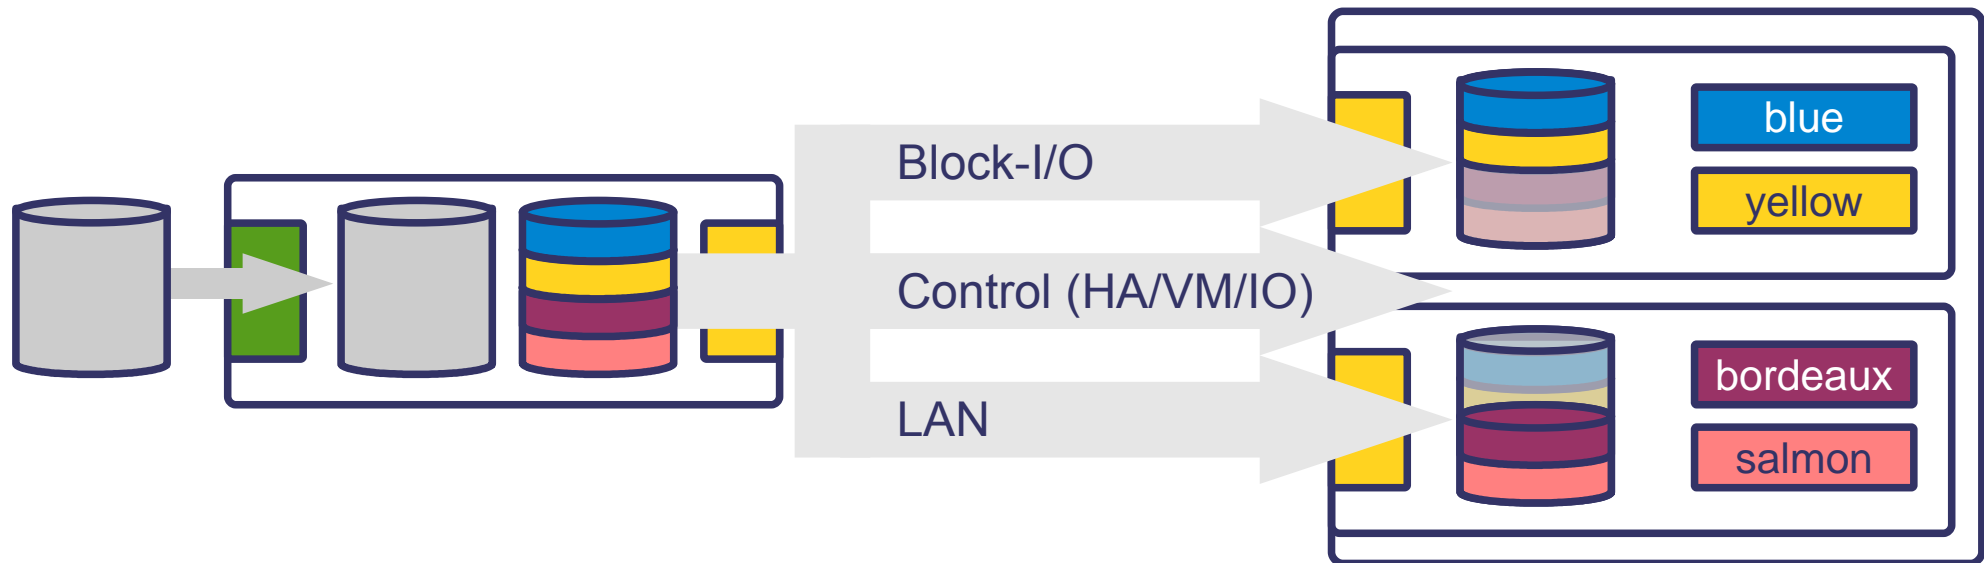 Block-I/O
Control (HA/VM/IO)
LAN
blue
yellow
bordeaux
salmon